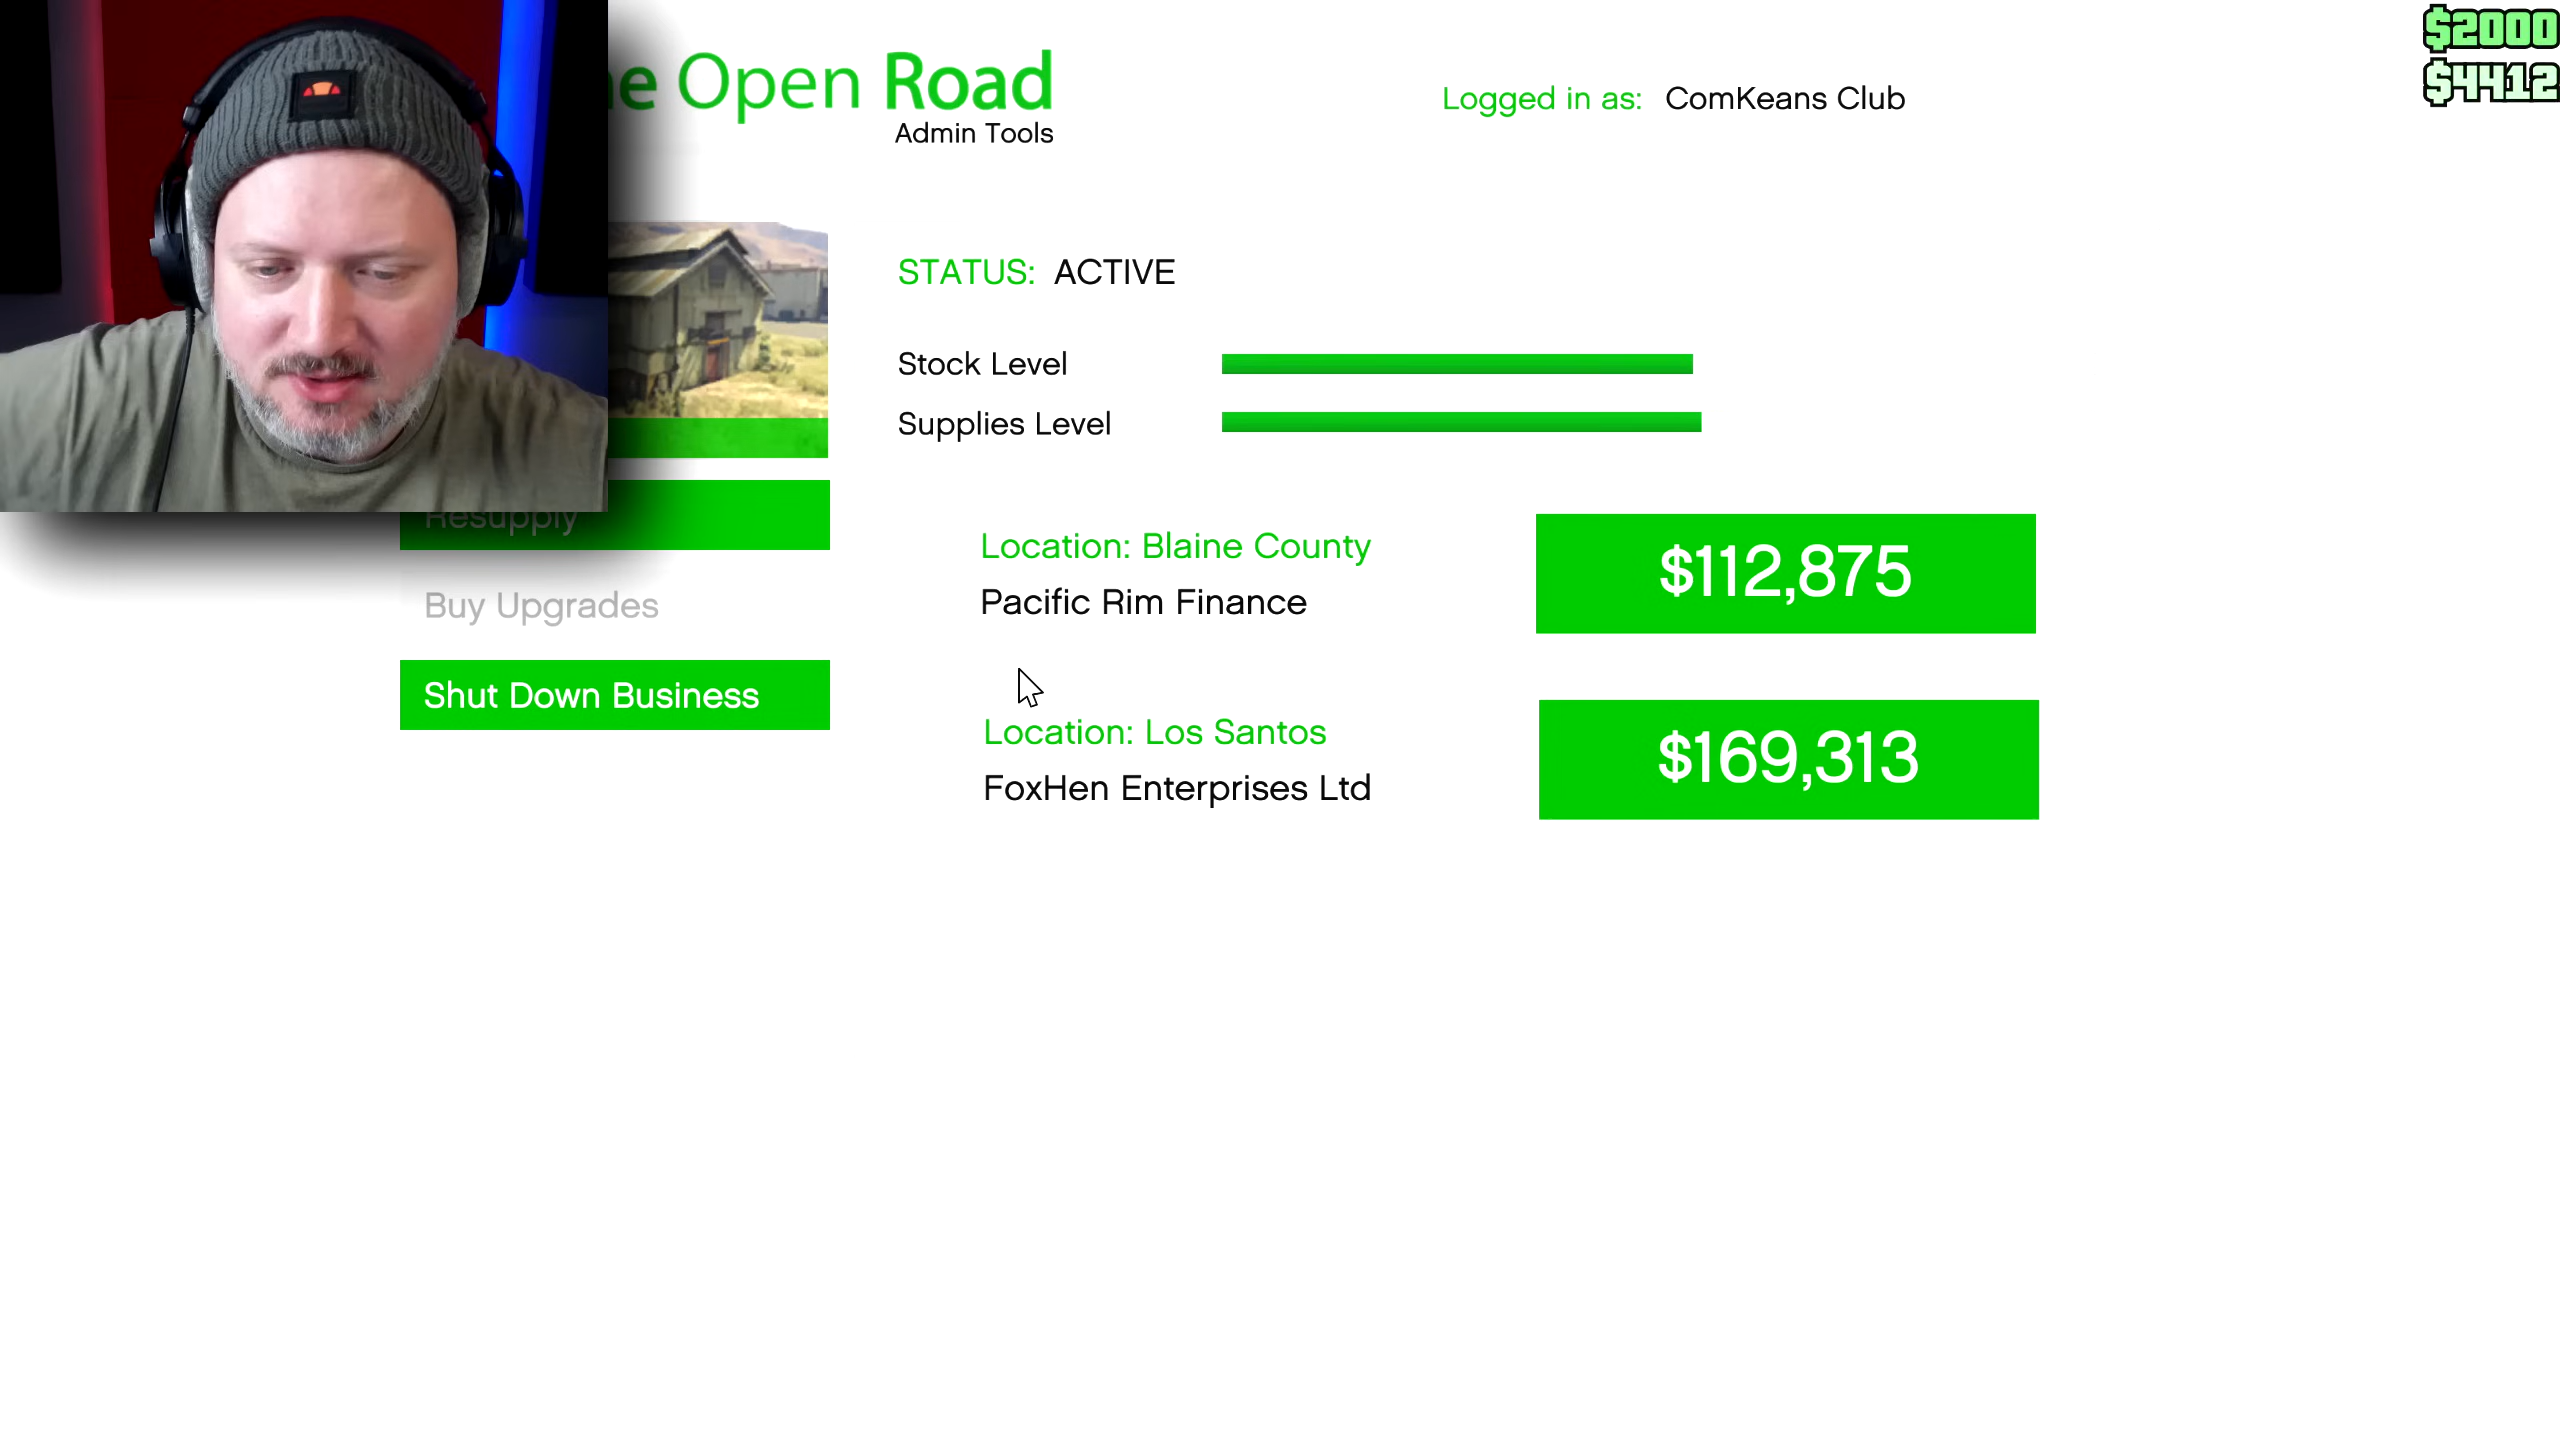 Open Road
Admin Tools
Logged in as: ComKeans Club
$2000
$4412
STATUS: ACTIVE
Stock Level
Supplies Level
Resupply
Buy Upgrades
Shut Down Business
Location: Blaine County
Pacific Rim Finance
$112,875
Location: Los Santos
FoxHen Enterprises Ltd
$169,313